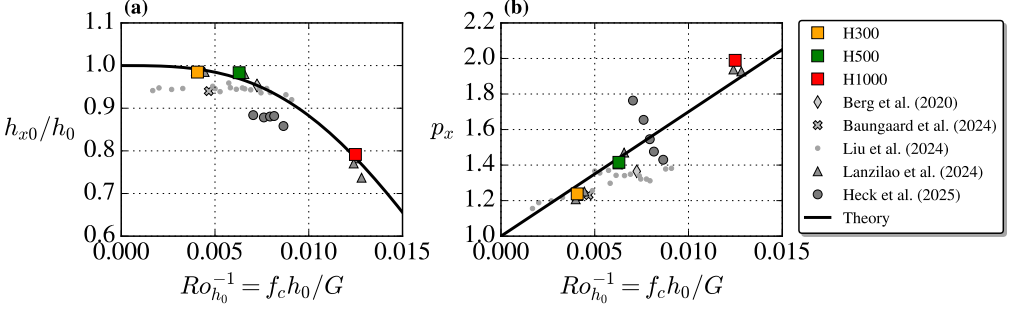 (a)
1.1
1.0
0.9
0.8
0.7
0.6
h_{x0}/h_0
0.000 0.005 0.010 0.015
Ro_{h_0}^{-1} = f_c h_0/G
(b)
2.2
2.0
1.8
1.6
1.4
1.2
1.0
p_x
0.000 0.005 0.010 0.015
Ro_{h_0}^{-1} = f_c h_0/G
H300
H500
H1000
Berg et al. (2020)
Baungaard et al. (2024)
Liu et al. (2024)
Lanzilao et al. (2024)
Heck et al. (2025)
Theory